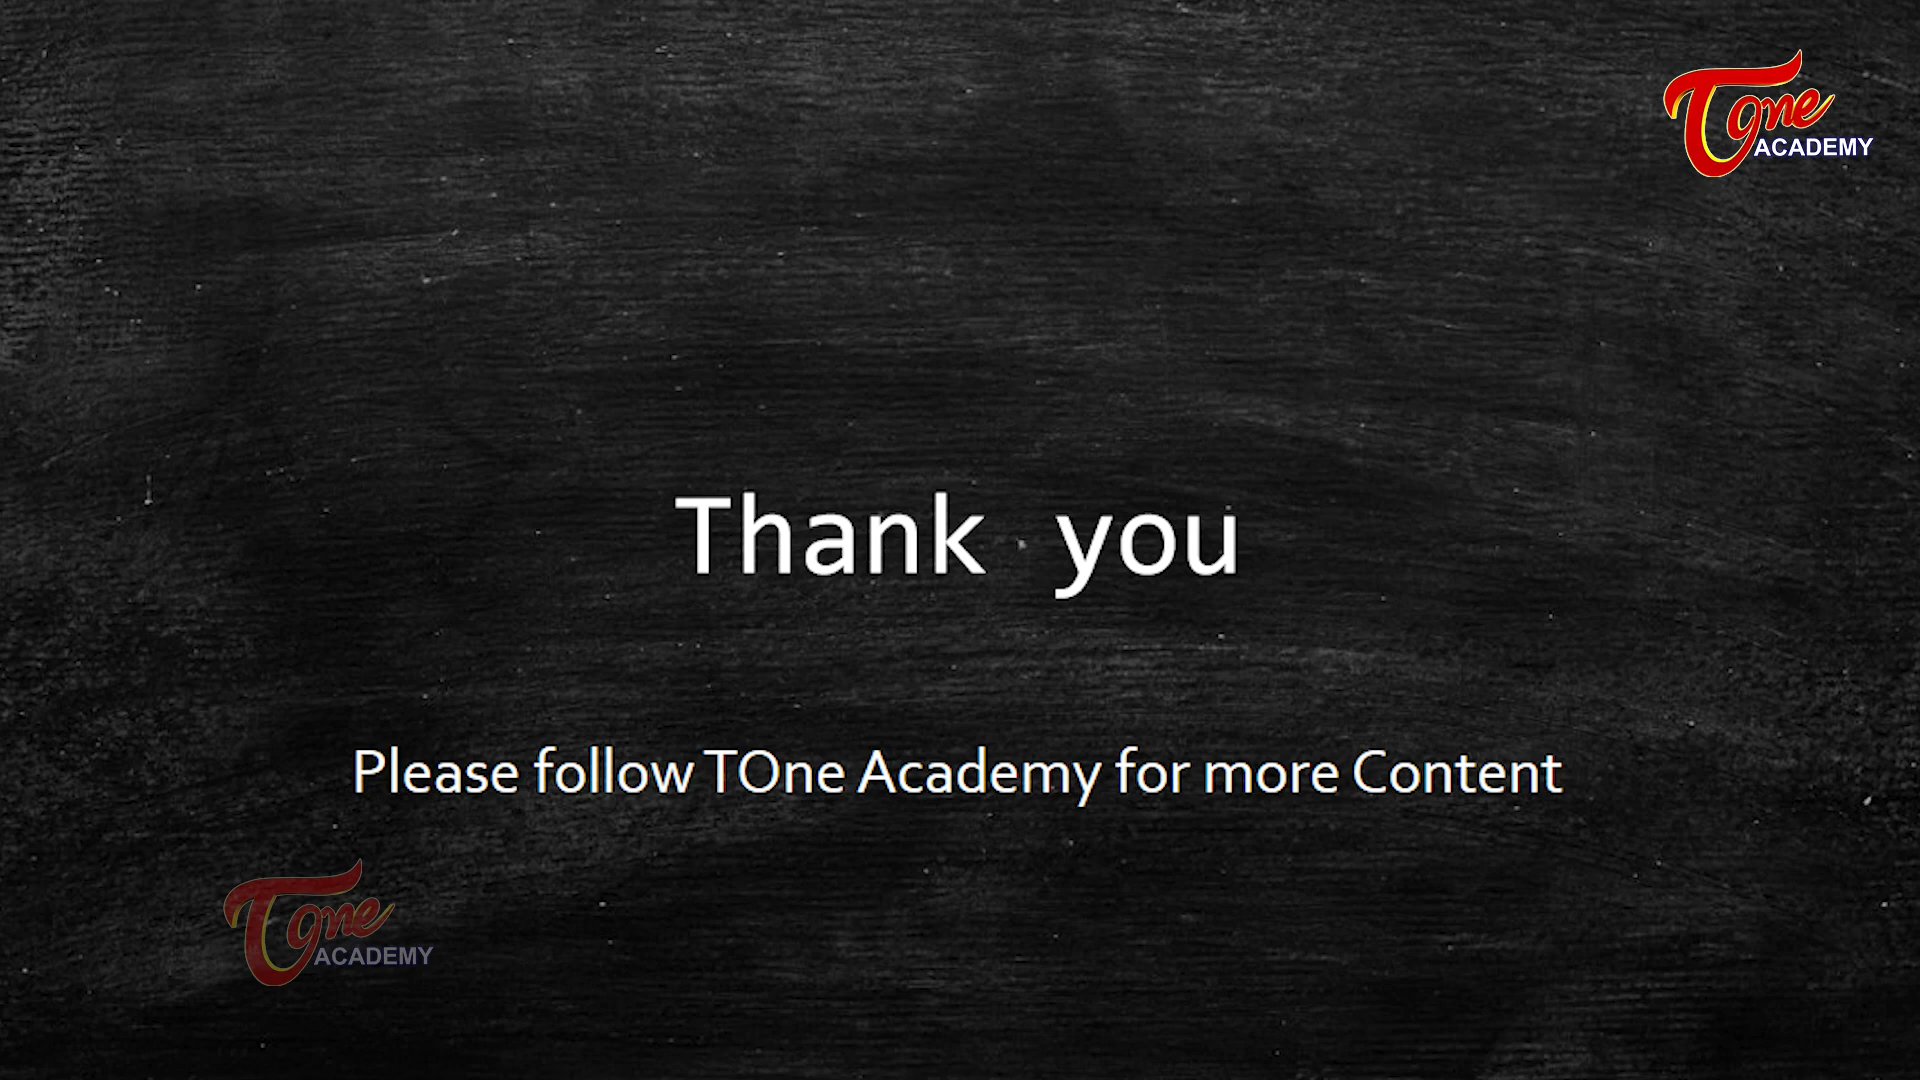 TOne
ACADEMY
Thank you
Please follow TOne Academy for more Content
TOne
ACADEMY